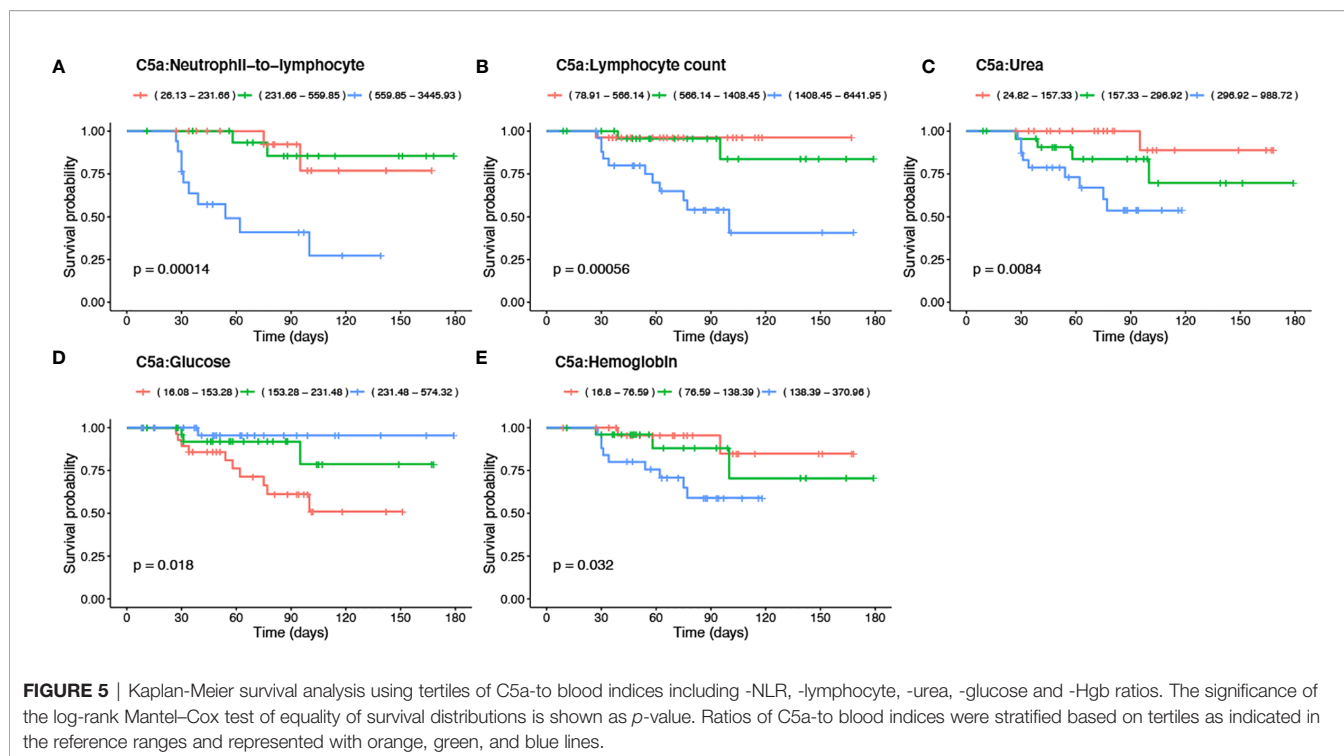 A
C5a:Neutrophil–to–lymphocyte
( 26.13 – 231.66 ) ( 231.66 – 559.85 ) ( 559.85 – 3445.93 )
1.00
0.75
0.50
0.25
0.00
Survival probability
p = 0.00014
0 30 60 90 120 150 180
Time (days)
B
C5a:Lymphocyte count
( 78.91 – 566.14 ) ( 566.14 – 1408.45 ) ( 1408.45 – 6441.95 )
1.00
0.75
0.50
0.25
0.00
Survival probability
p = 0.00056
0 30 60 90 120 150 180
Time (days)
C
C5a:Urea
( 24.82 – 157.33 ) ( 157.33 – 296.92 ) ( 296.92 – 988.72 )
1.00
0.75
0.50
0.25
0.00
Survival probability
p = 0.0084
0 30 60 90 120 150 180
Time (days)
D
C5a:Glucose
( 16.08 – 153.28 ) ( 153.28 – 231.48 ) ( 231.48 – 574.32 )
1.00
0.75
0.50
0.25
0.00
Survival probability
p = 0.018
0 30 60 90 120 150 180
Time (days)
E
C5a:Hemoglobin
( 16.8 – 76.59 ) ( 76.59 – 138.39 ) ( 138.39 – 370.96 )
1.00
0.75
0.50
0.25
0.00
Survival probability
p = 0.032
0 30 60 90 120 150 180
Time (days)
FIGURE 5 | Kaplan-Meier survival analysis using tertiles of C5a-to blood indices including -NLR, -lymphocyte, -urea, -glucose and -Hgb ratios. The significance of
the log-rank Mantel–Cox test of equality of survival distributions is shown as p-value. Ratios of C5a-to blood indices were stratified based on tertiles as indicated in
the reference ranges and represented with orange, green, and blue lines.